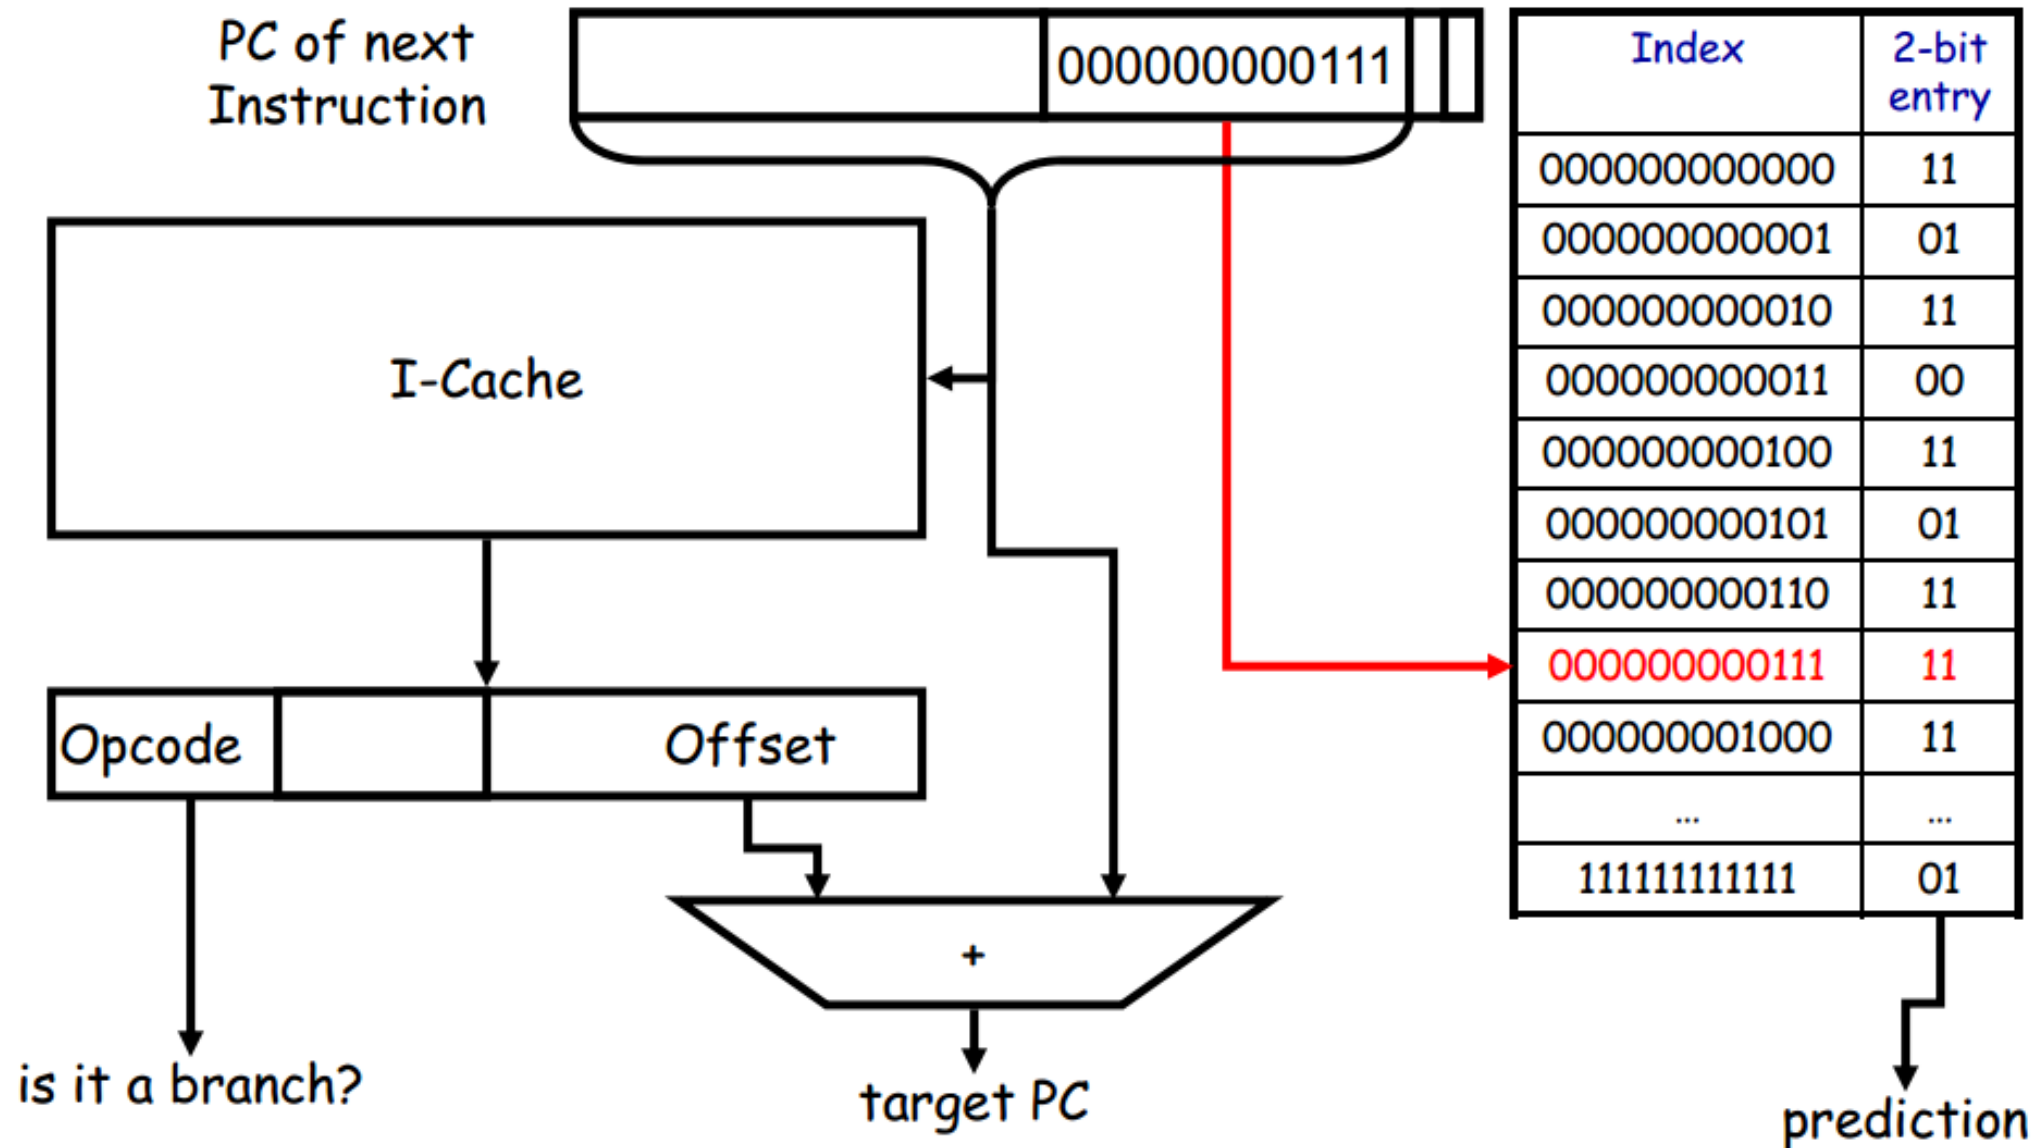 PC of next
Instruction
000000000111
Index
2-bit
entry
000000000000 11
000000000001 01
000000000010 11
000000000011 00
000000000100 11
000000000101 01
000000000110 11
000000000111 11
000000001000 11
... ...
111111111111 01
I-Cache
Opcode
Offset
+
is it a branch?
target PC
prediction